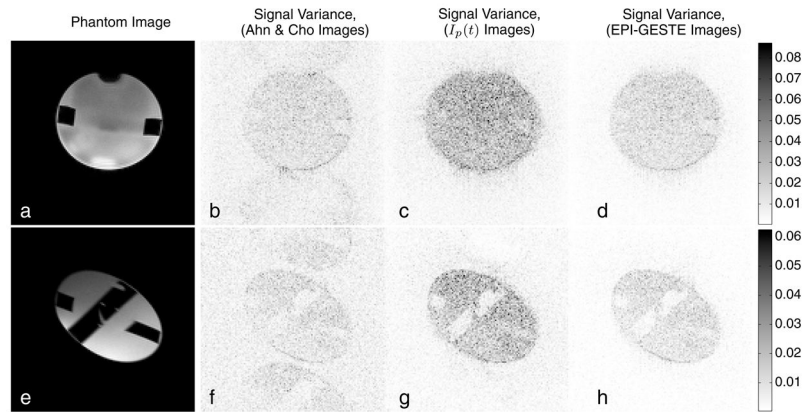 Phantom Image
Signal Variance,
(Ahn & Cho Images)
Signal Variance,
(I_p(t) Images)
Signal Variance,
(EPI-GESTE Images)
a
b
c
d
0.08
0.07
0.06
0.05
0.04
0.03
0.02
0.01
e
f
g
h
0.06
0.05
0.04
0.03
0.02
0.01